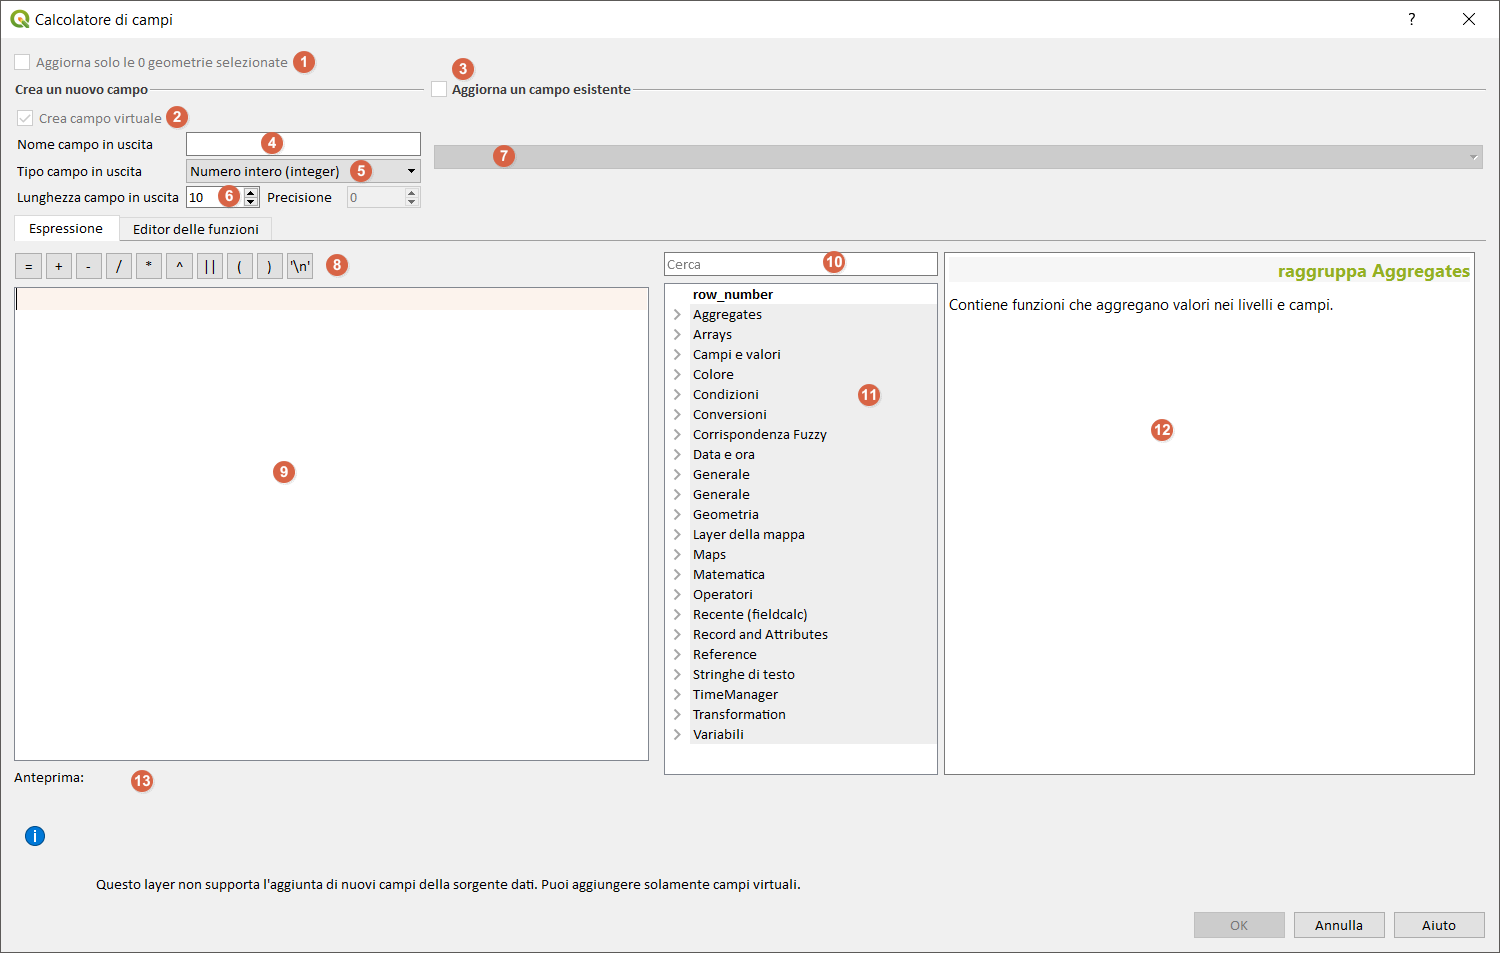 Calcolatore di campi
?
Aggiorna solo le 0 geometrie selezionate 1
3
Crea un nuovo campo
Aggiorna un campo esistente
Crea campo virtuale 2
Nome campo in uscita 4
7
Tipo campo in uscita Numero intero (integer) 5
Lunghezza campo in uscita 10 6 Precisione 0
Espressione Editor delle funzioni
= + - / * ^ || ( ) '\n' 8
9
Anteprima: 13
Cerca 10
row_number
Aggregates
Arrays
Campi e valori
Colore
Condizioni 11
Conversioni
Corrispondenza Fuzzy
Data e ora
Generale
Generale
Geometria
Layer della mappa
Maps
Matematica
Operatori
Recente (fieldcalc)
Record and Attributes
Reference
Stringhe di testo
TimeManager
Transformation
Variabili
raggruppa Aggregates
Contiene funzioni che aggregano valori nei livelli e campi.
12
i
Questo layer non supporta l'aggiunta di nuovi campi della sorgente dati. Puoi aggiungere solamente campi virtuali.
OK Annulla Aiuto